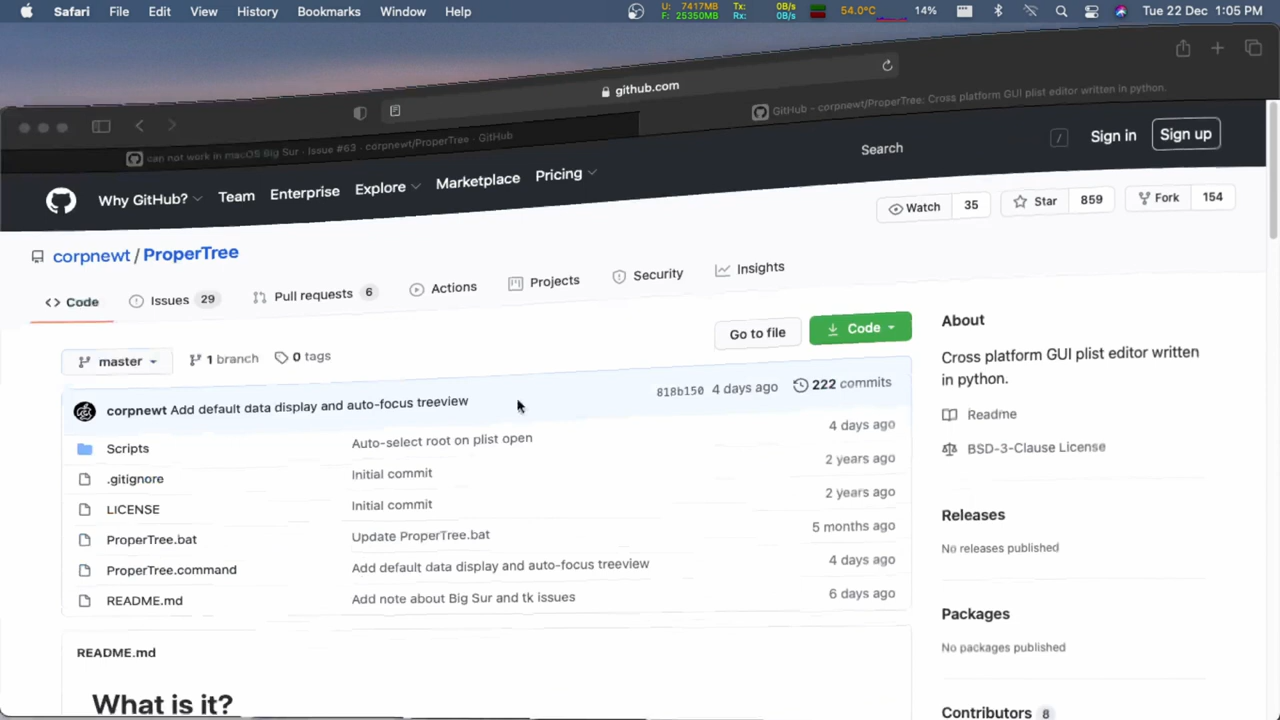 Safari File Edit View History Bookmarks Window Help U: 7417MB F: 25350MB Tx: 0B/s Rx: 0B/s 54.0°C 14% Tue 22 Dec 1:05 PM
github.com
can not work in macOS Big Sur · Issue #63 · corpnewt/ProperTree · GitHub
GitHub - corpnewt/ProperTree: Cross platform GUI plist editor written in python.
Why GitHub? Team Enterprise Explore Marketplace Pricing Search / Sign in Sign up
corpnewt / ProperTree Watch 35 Star 859 Fork 154
<> Code Issues 29 Pull requests 6 Actions Projects Security Insights
master 1 branch 0 tags Go to file Code
corpnewt Add default data display and auto-focus treeview 818b150 4 days ago 222 commits
Scripts Auto-select root on plist open 4 days ago
.gitignore Initial commit 2 years ago
LICENSE Initial commit 2 years ago
ProperTree.bat Update ProperTree.bat 5 months ago
ProperTree.command Add default data display and auto-focus treeview 4 days ago
README.md Add note about Big Sur and tk issues 6 days ago
README.md
What is it?
About
Cross platform GUI plist editor written
in python.
Readme
BSD-3-Clause License
Releases
No releases published
Packages
No packages published
Contributors 8